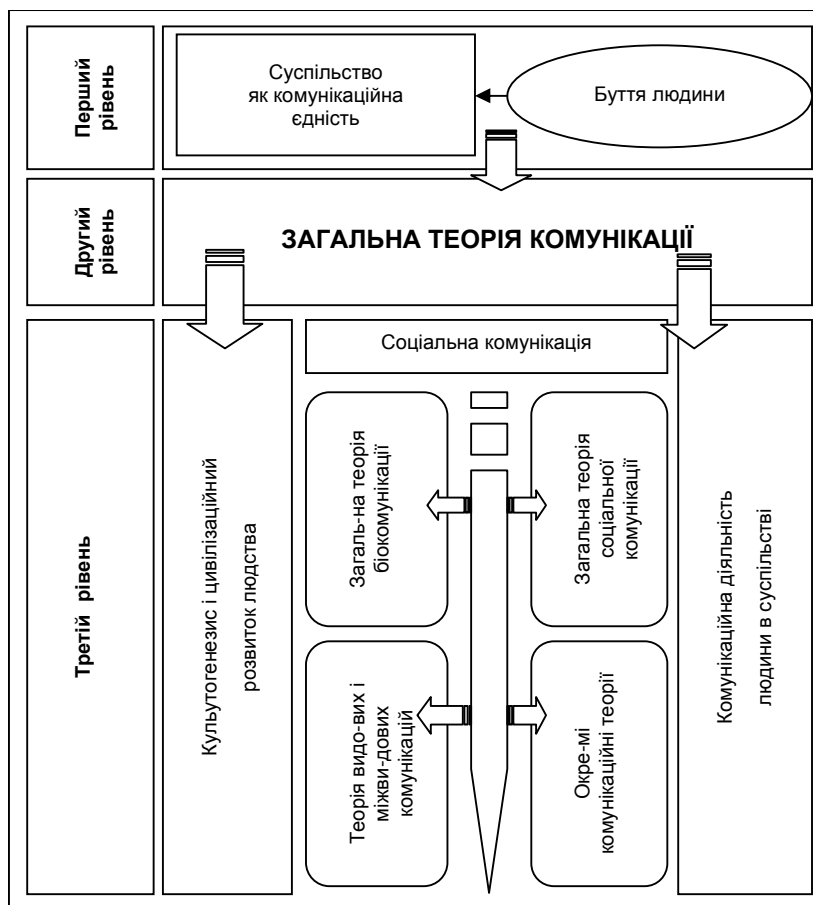 Перший
рівень
Суспільство
як комунікаційна
єдність
Буття людини
Другий
рівень
ЗАГАЛЬНА ТЕОРІЯ КОМУНІКАЦІЇ
Третій рівень
Кульутогенезис і цивілізаційний
розвиток людства
Соціальна комунікація
Загаль-на теорія
біокомунікації
Загальна теорія
соціальної
комунікації
Теорія видо-вих і
міжви-дових
комунікацій
Окре-мі
комунікаційні теорії
Комунікаційна діяльність
людини в суспільстві